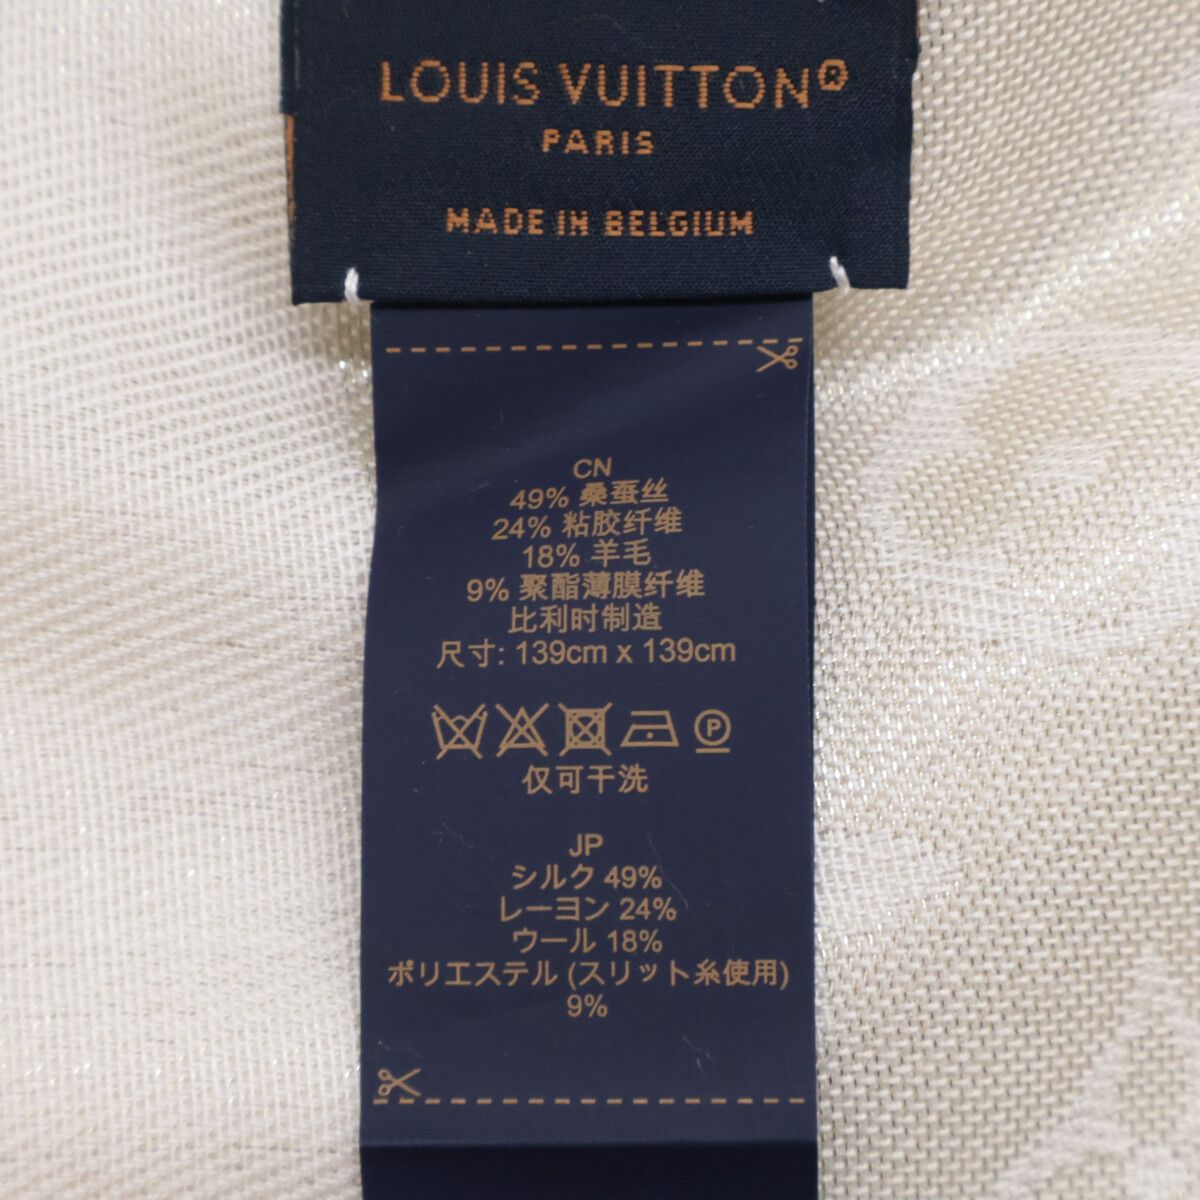 LOUIS VUITTON®
PARIS
MADE IN BELGIUM
CN
49% 桑蚕丝
24% 粘胶纤维
18% 羊毛
9% 聚酯薄膜纤维
比利时制造
尺寸: 139cm x 139cm
P
仅可干洗
JP
シルク 49%
レーヨン 24%
ウール 18%
ポリエステル (スリット糸使用)
9%